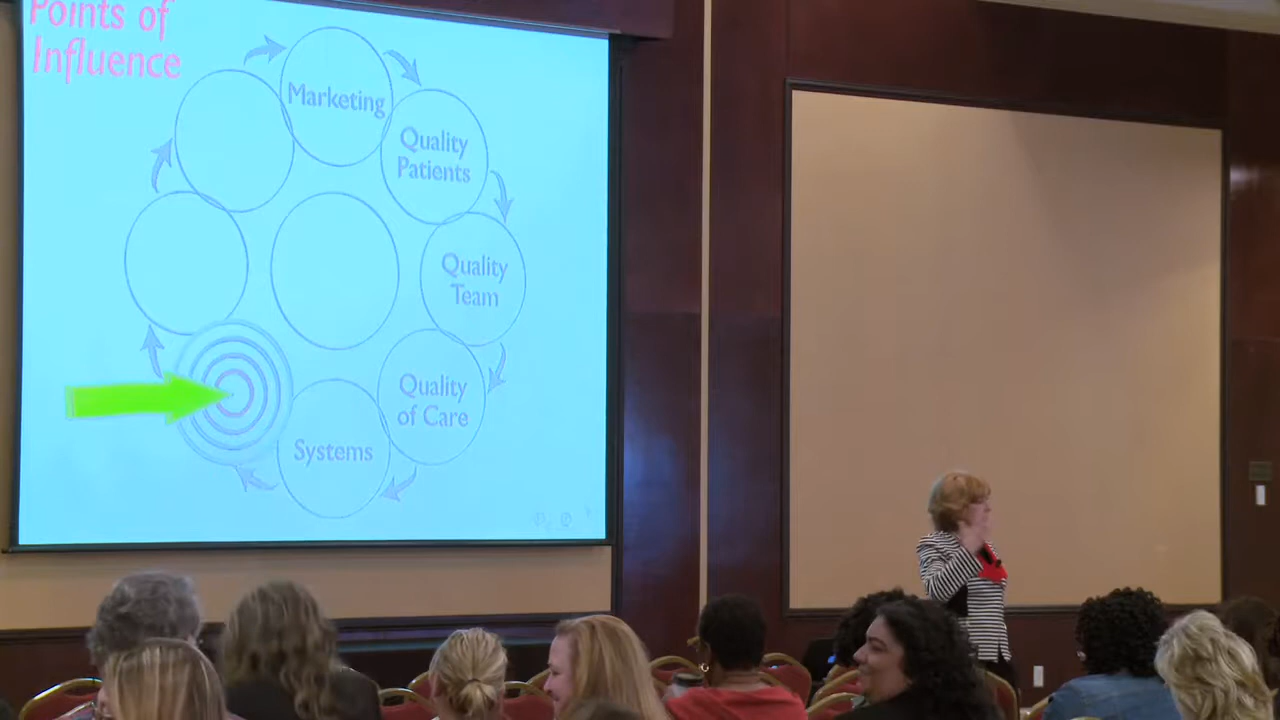 Points of
Influence
Marketing
Quality
Patients
Quality
Team
Quality
of Care
Systems